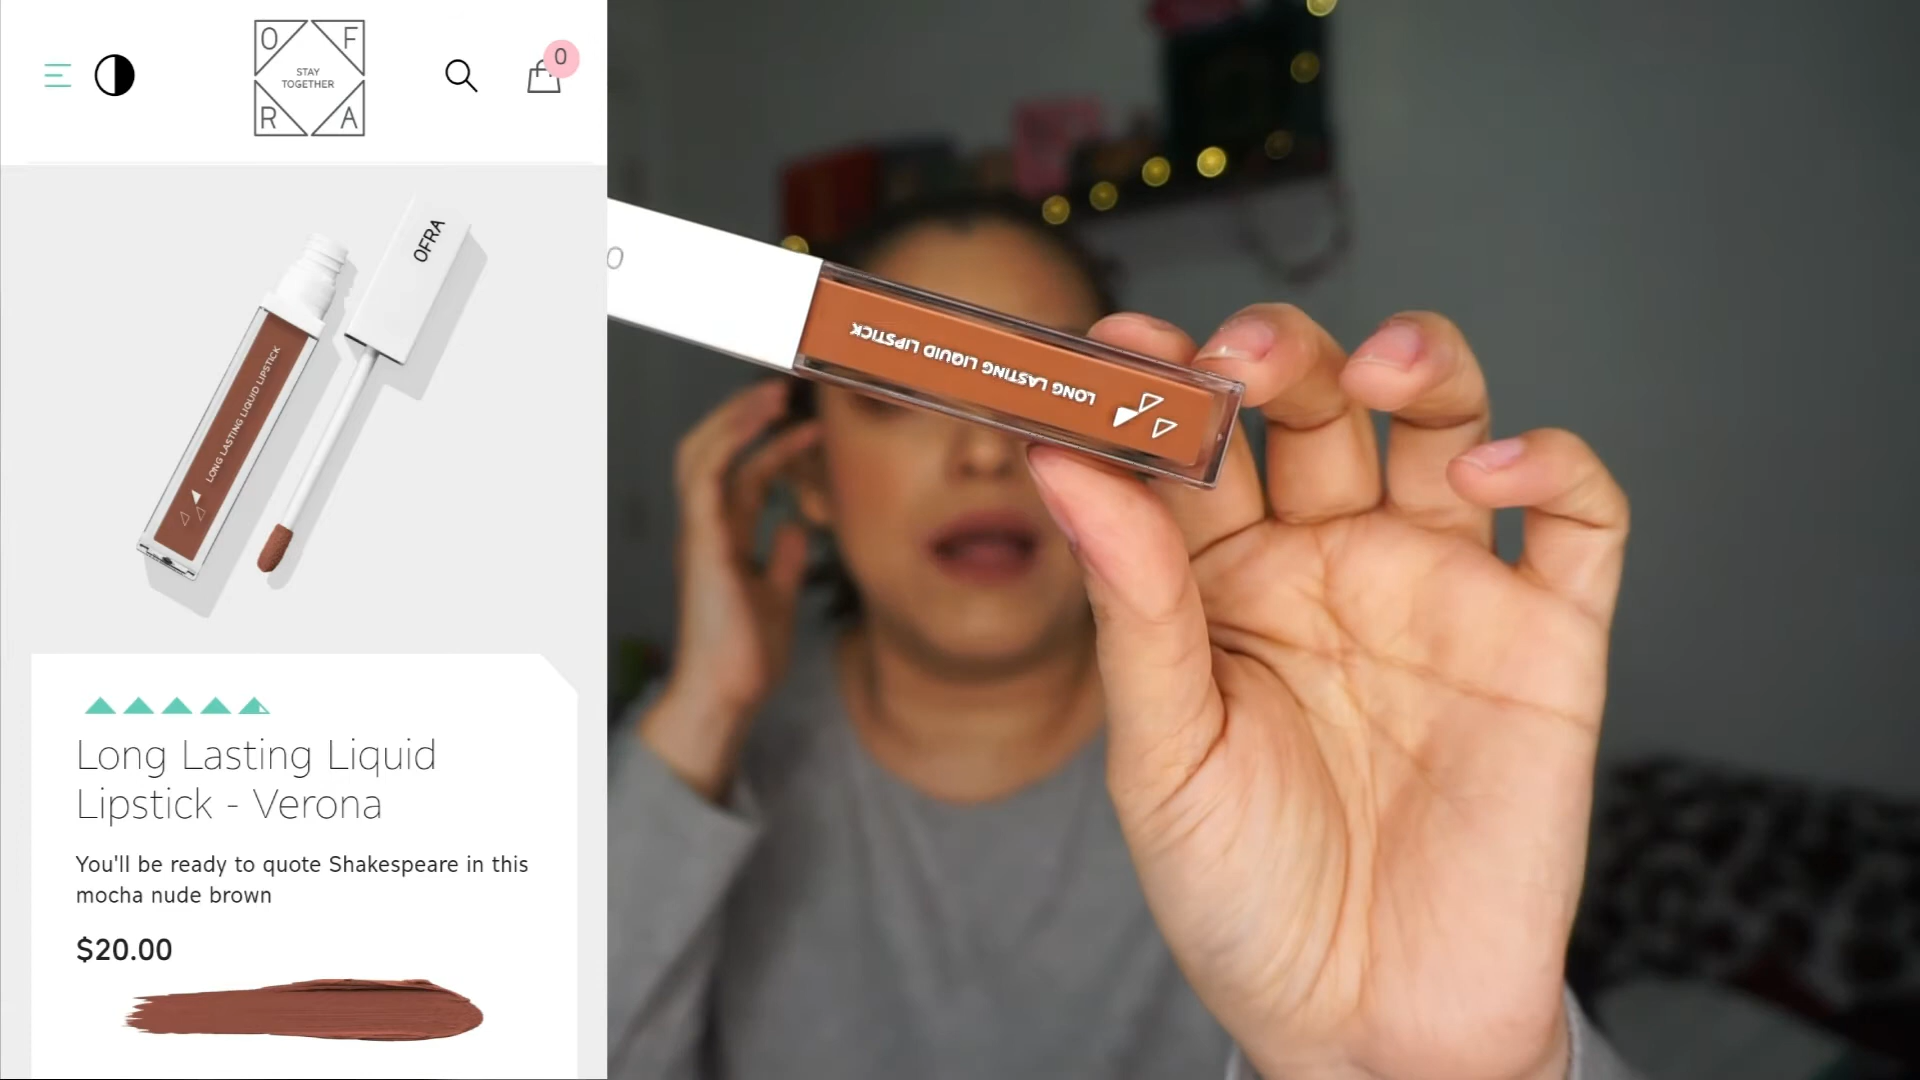 O F
STAY
TOGETHER
R A
0
OFRA
LONG LASTING LIQUID LIPSTICK
Long Lasting Liquid
Lipstick - Verona
You'll be ready to quote Shakespeare in this
mocha nude brown
$20.00
O
LONG LASTING LIQUID LIPSTICK